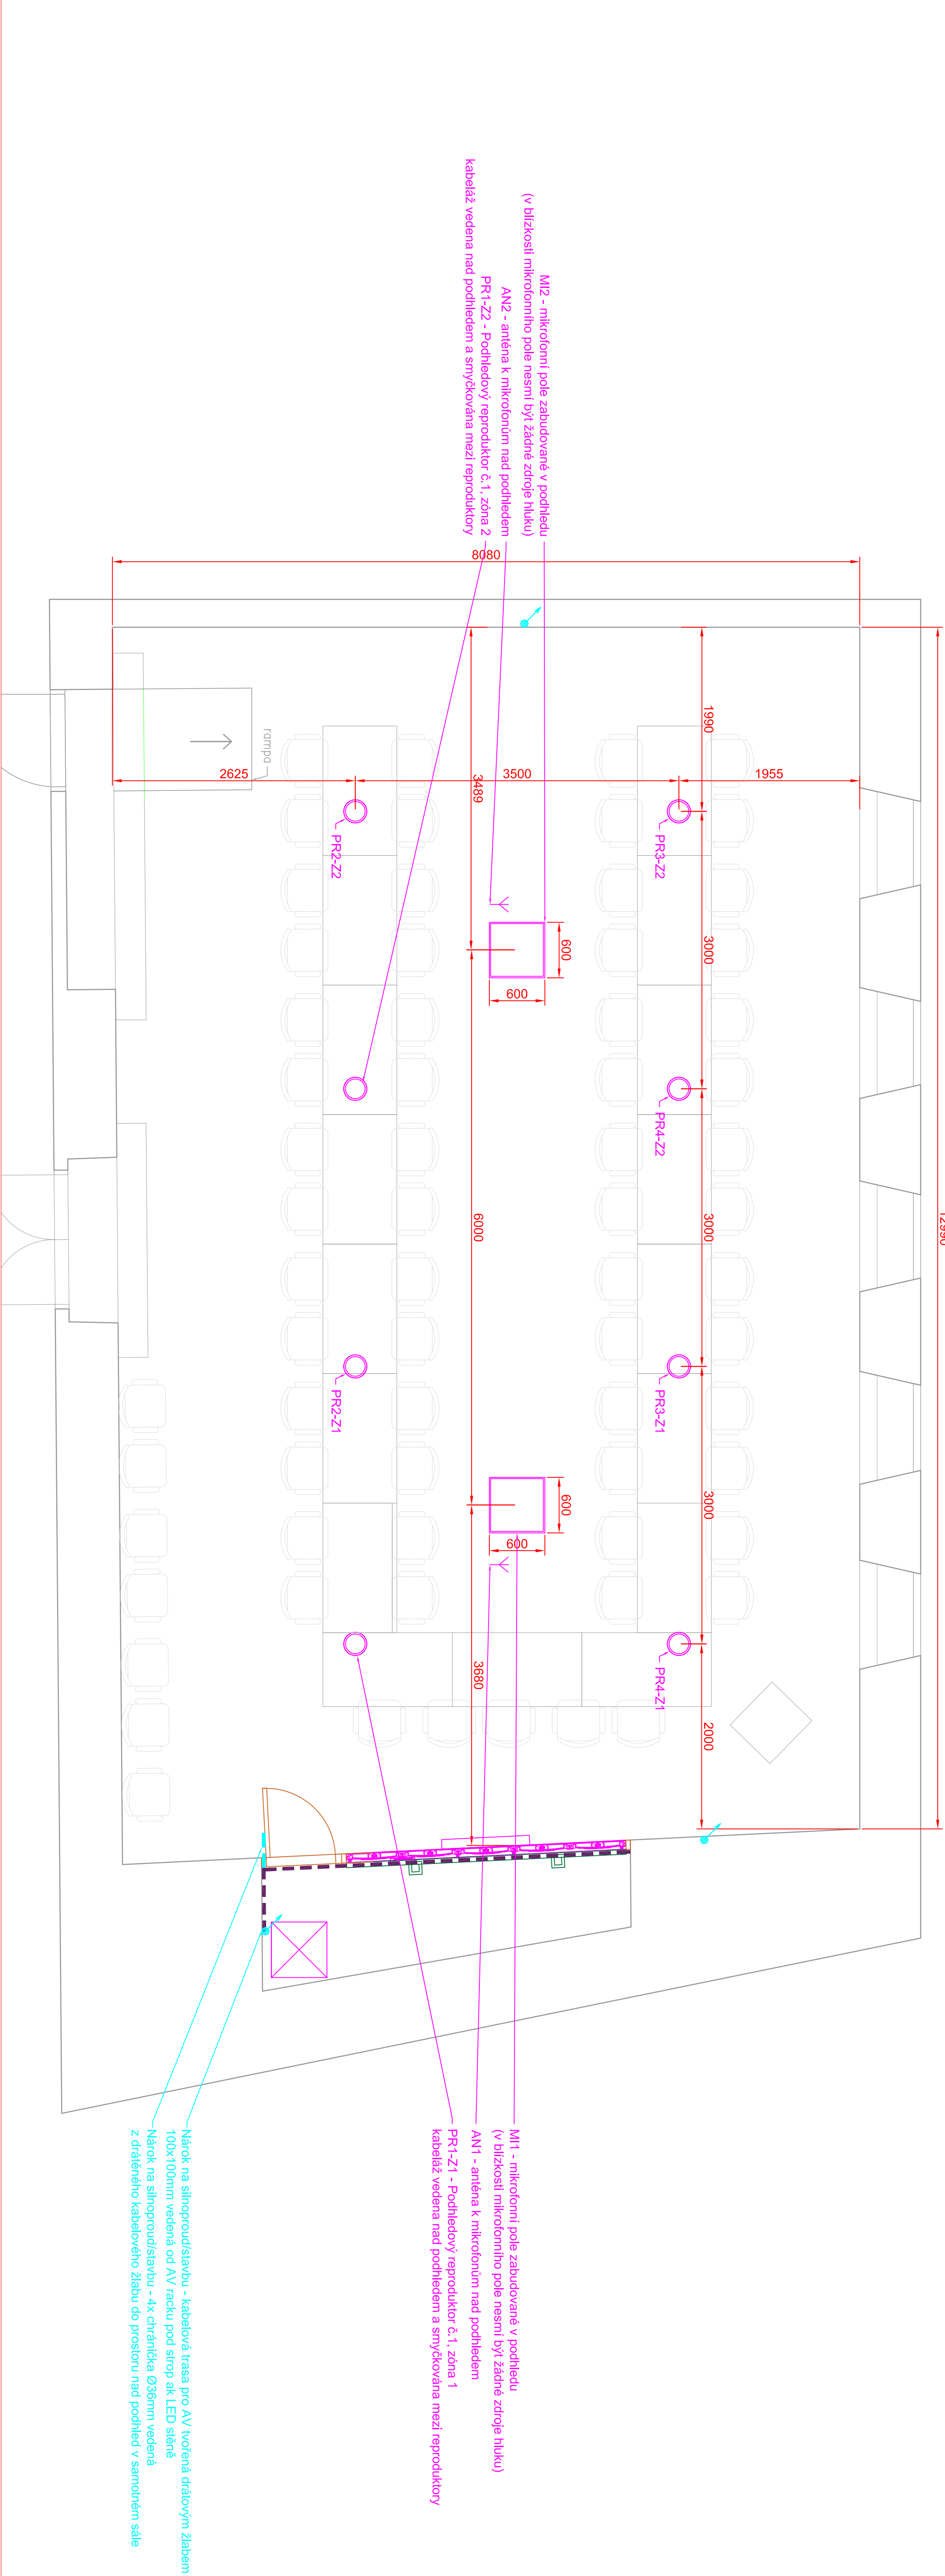 MI2 - mikrofonní pole zabudované v podhledu
(v blízkosti mikrofonního pole nesmí být žádné zdroje hluku)
AN2 - anténa k mikrofonům nad podhledem
PR1-Z2 - Podhledový reproduktor č.1, zóna 2
kabeláž vedena nad podhledem a smyčkována mezi reproduktory
8080
12990
1990
3000
3000
3000
2000
1955
3500
2625
3489
6000
3680
600
600
600
600
rampa
PR3-Z2
PR4-Z2
PR3-Z1
PR4-Z1
PR2-Z2
PR2-Z1
MI1 - mikrofonní pole zabudované v podhledu
(v blízkosti mikrofonního pole nesmí být žádné zdroje hluku)
AN1 - anténa k mikrofonům nad podhledem
PR1-Z1 - Podhledový reproduktor č.1, zóna 1
kabeláž vedena nad podhledem a smyčkována mezi reproduktory
Nárok na silnoproud/stavbu - kabelová trasa pro AV tvořená drátovým žlabem
100x100mm vedená od AV racku pod strop ak LED stěně
Nárok na silnoproud/stavbu - 4x chránička Ø36mm vedená
z drátěného kabelového žlabu do prostoru nad podhled v samotném sále